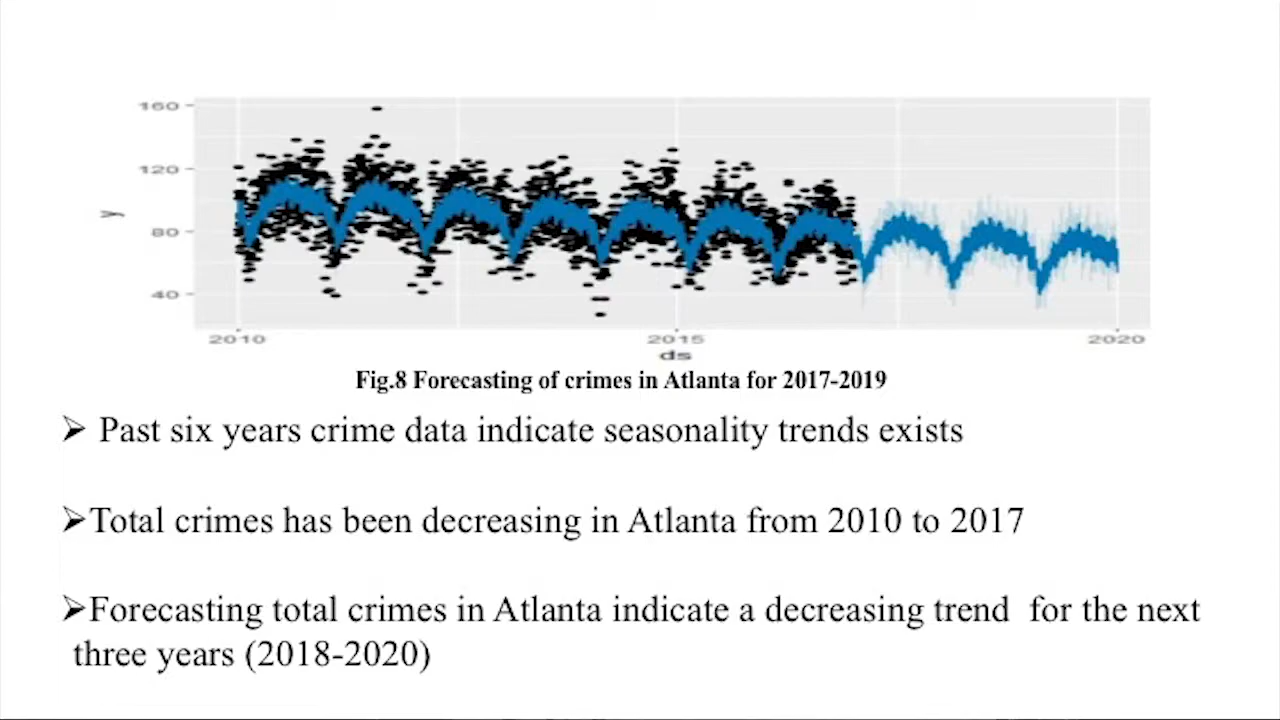 160
120
80
40
y
2010 2015 2020
ds
Fig.8 Forecasting of crimes in Atlanta for 2017-2019
➢ Past six years crime data indicate seasonality trends exists
➢Total crimes has been decreasing in Atlanta from 2010 to 2017
➢Forecasting total crimes in Atlanta indicate a decreasing trend for the next
three years (2018-2020)